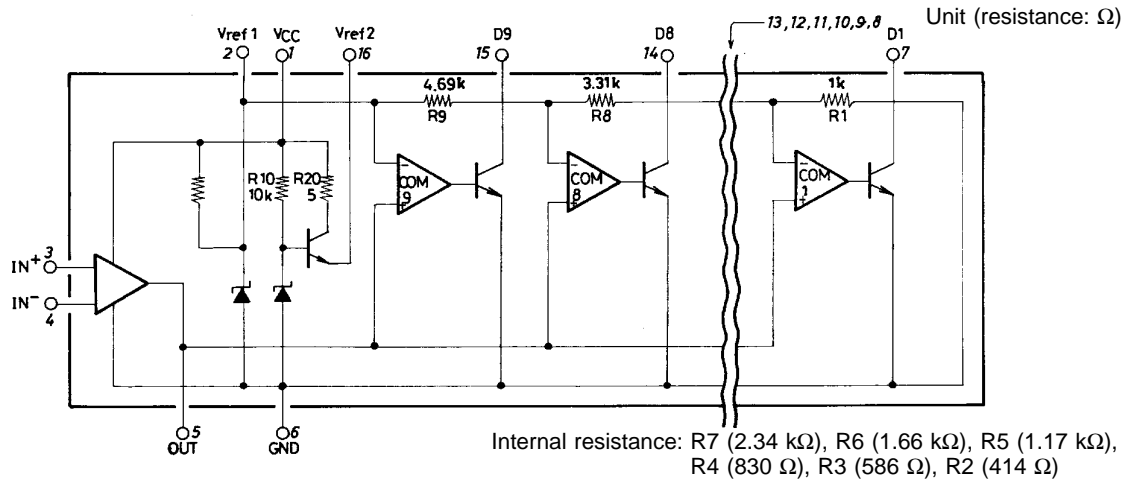 Unit (resistance: Ω)
Vref 1
VCC
Vref2
D9
D8
13,12,11,10,9,8
D1
2
1
16
15
14
7
4.69k
R9
3.31k
R8
1k
R1
R10
10k
R20
5
COM
9
COM
8
COM
1
IN+ 3
IN- 4
5
OUT
6
GND
Internal resistance: R7 (2.34 kΩ), R6 (1.66 kΩ), R5 (1.17 kΩ),
R4 (830 Ω), R3 (586 Ω), R2 (414 Ω)